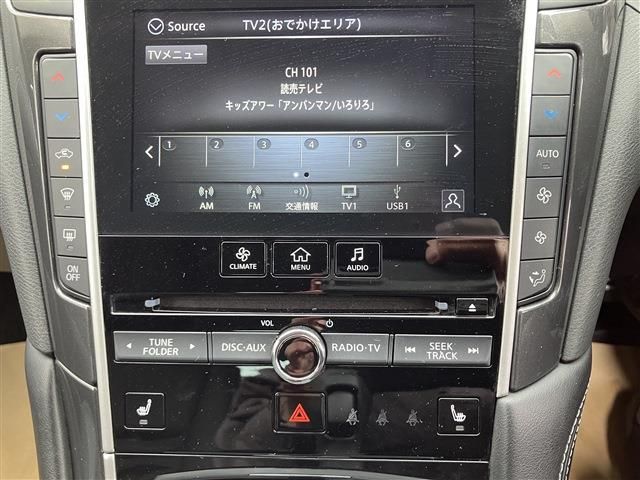 Source TV2(おでかけエリア)
TVメニュー
CH 101
読売テレビ
キッズアワー「アンパンマン/いろりろ」
1 2 3 4 5 6
AM FM 交通情報 TV1 USB1
AUTO
ON
OFF
CLIMATE MENU AUDIO
VOL
TUNE
FOLDER
DISC·AUX
RADIO·TV
SEEK
TRACK